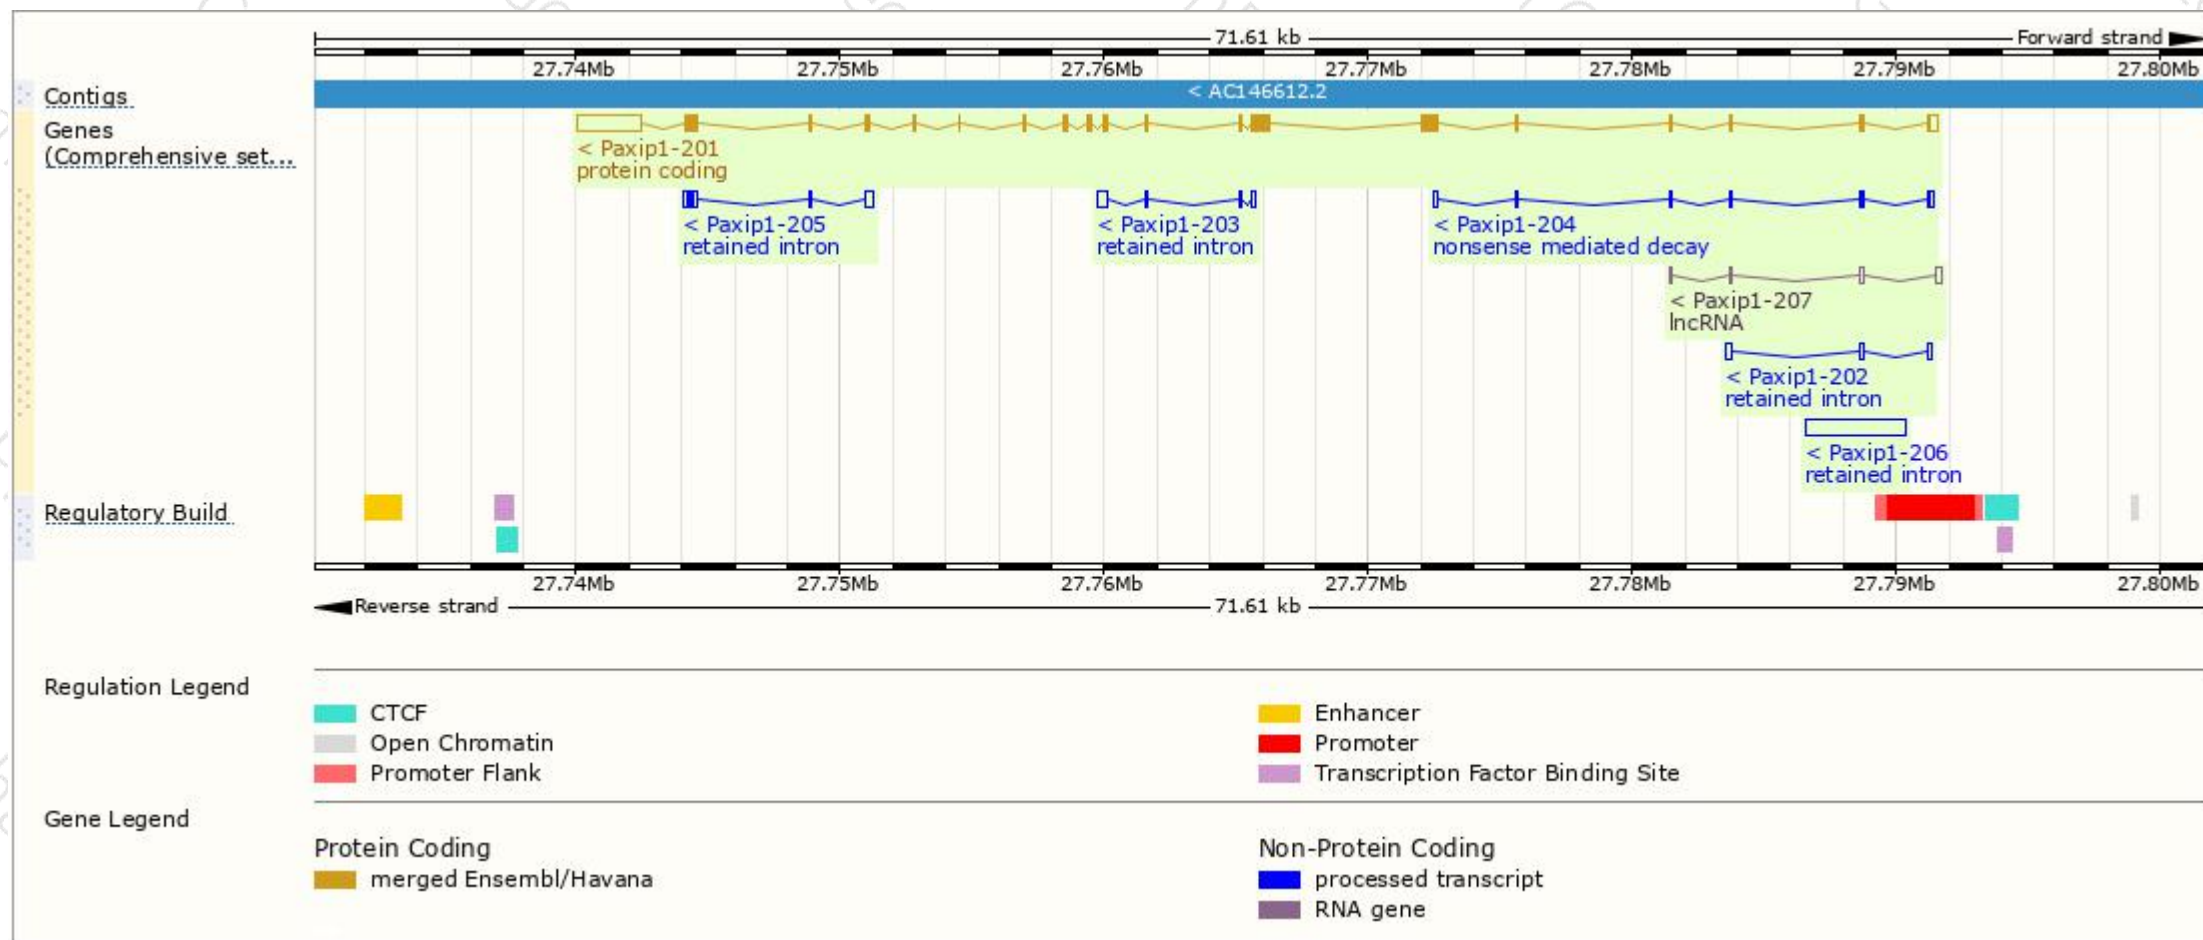 71.61 kb Forward strand
27.74Mb 27.75Mb 27.76Mb 27.77Mb 27.78Mb 27.79Mb 27.80Mb
Contigs < AC146612.2
Genes
(Comprehensive set...
< Paxip1-201
protein coding
< Paxip1-205 < Paxip1-203 < Paxip1-204
retained intron retained intron nonsense mediated decay
< Paxip1-207
lncRNA
< Paxip1-202
retained intron
< Paxip1-206
retained intron
Regulatory Build
27.74Mb 27.75Mb 27.76Mb 27.77Mb 27.78Mb 27.79Mb 27.80Mb
Reverse strand 71.61 kb
Regulation Legend
CTCF Enhancer
Open Chromatin Promoter
Promoter Flank Transcription Factor Binding Site
Gene Legend
Protein Coding Non-Protein Coding
merged Ensembl/Havana processed transcript
RNA gene